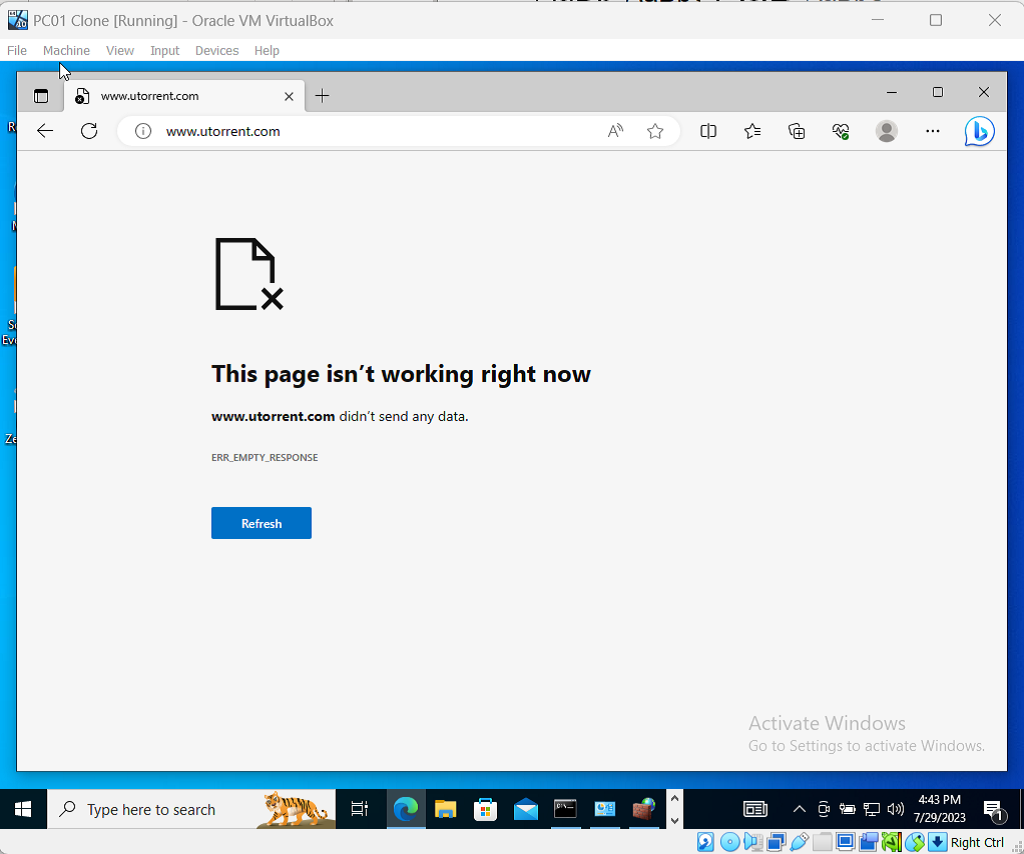 PC01 Clone [Running] - Oracle VM VirtualBox
File Machine View Input Devices Help
www.utorrent.com
www.utorrent.com
This page isn’t working right now
www.utorrent.com didn’t send any data.
ERR_EMPTY_RESPONSE
Refresh
Activate Windows
Go to Settings to activate Windows.
Type here to search
4:43 PM
7/29/2023
1
Right Ctrl